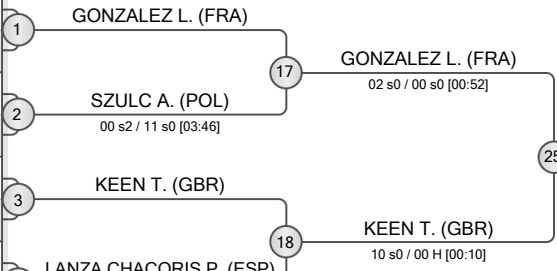 1
GONZALEZ L. (FRA)
17
GONZALEZ L. (FRA)
02 s0 / 00 s0 [00:52]
2
SZULC A. (POL)
00 s2 / 11 s0 [03:46]
25
3
KEEN T. (GBR)
18
KEEN T. (GBR)
10 s0 / 00 H [00:10]
LANZA CHACORIS P. (ESP)